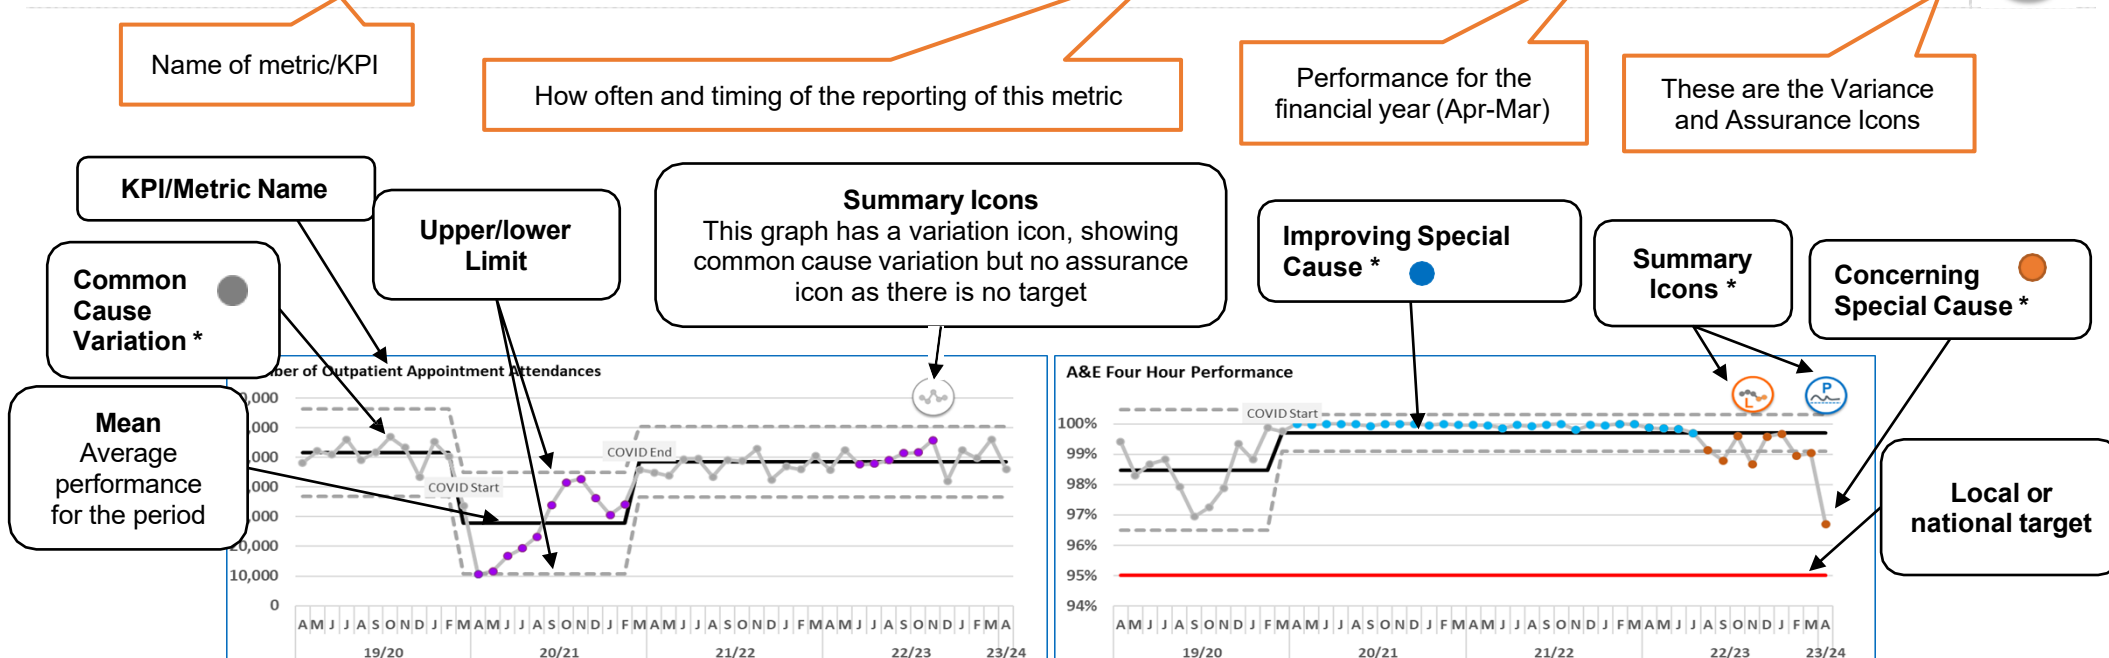 Name of metric/KPI
How often and timing of the reporting of this metric
Performance for the
financial year (Apr-Mar)
These are the Variance
and Assurance Icons
KPI/Metric Name
Upper/lower
Limit
Summary Icons
This graph has a variation icon, showing
common cause variation but no assurance
icon as there is no target
Improving Special
Cause *
Summary
Icons *
Concerning
Special Cause *
Common
Cause
Variation *
Mean
Average
performance
for the period
Local or
national target
ber of Outpatient Appointment Attendances
COVID Start
COVID End
,000
,000
,000
,000
,000
20,000
10,000
0
A M J J A S O N D J F M A M J J A S O N D J F M A M J J A S O N D J F M A M J J A S O N D J F M A
19/20 20/21 21/22 22/23 23/24
A&E Four Hour Performance
L
P
COVID Start
100%
99%
98%
97%
96%
95%
94%
A M J J A S O N D J F M A M J J A S O N D J F M A M J J A S O N D J F M A M J J A S O N D J F M A
19/20 20/21 21/22 22/23 23/24